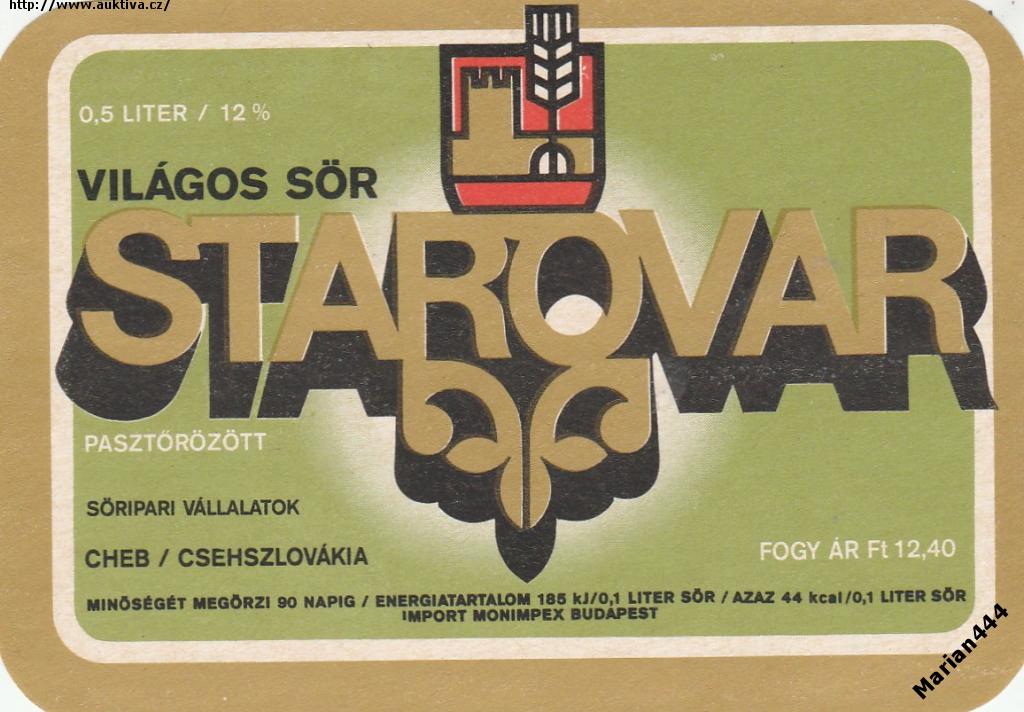 http://www.auktiva.cz/
0,5 LITER / 12 %
VILÁGOS SÖR
STAROVAR
PASZTŐRÖZÖTT
SÖRIPARI VÁLLALATOK
CHEB / CSEHSZLOVÁKIA
FOGY ÁR Ft 12,40
MINŐSÉGÉT MEGŐRZI 90 NAPIG / ENERGIATARTALOM 185 kJ/0,1 LITER SÖR / AZAZ 44 kcal/0,1 LITER SÖR
IMPORT MONIMPEX BUDAPEST
Marian444